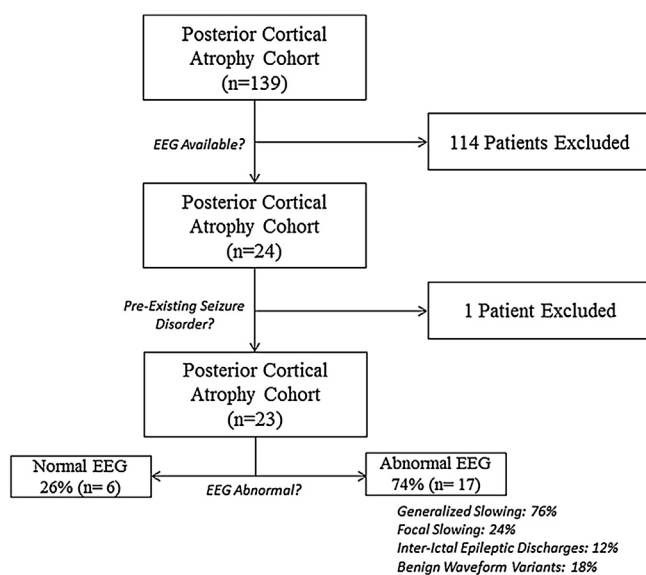 Posterior Cortical
Atrophy Cohort
(n=139)
EEG Available?
114 Patients Excluded
Posterior Cortical
Atrophy Cohort
(n=24)
Pre-Existing Seizure
Disorder?
1 Patient Excluded
Posterior Cortical
Atrophy Cohort
(n=23)
Normal EEG
26% (n= 6)
EEG Abnormal?
Abnormal EEG
74% (n= 17)
Generalized Slowing: 76%
Focal Slowing: 24%
Inter-Ictal Epileptic Discharges: 12%
Benign Waveform Variants: 18%